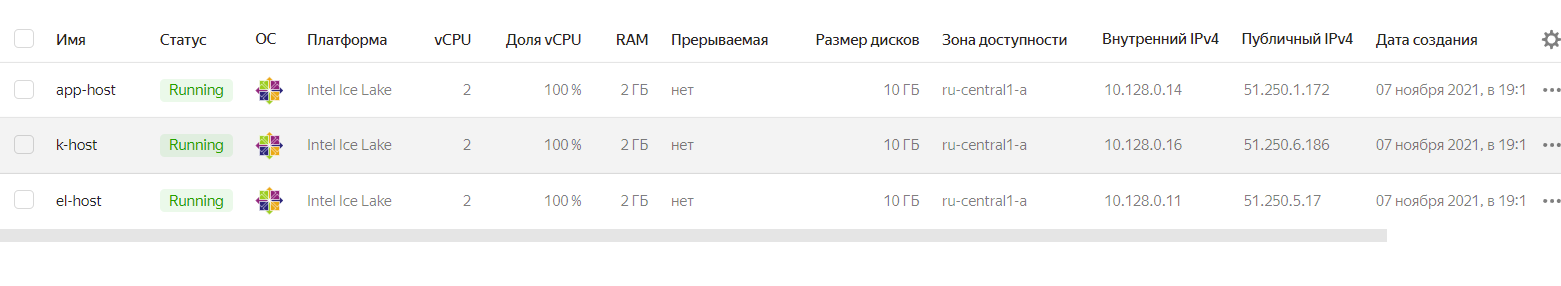 Имя Статус ОС Платформа vCPU Доля vCPU RAM Прерываемая Размер дисков Зона доступности Внутренний IPv4 Публичный IPv4 Дата создания
app-host Running Intel Ice Lake 2 100 % 2 ГБ нет 10 ГБ ru-central1-a 10.128.0.14 51.250.1.172 07 ноября 2021, в 19:1
k-host Running Intel Ice Lake 2 100 % 2 ГБ нет 10 ГБ ru-central1-a 10.128.0.16 51.250.6.186 07 ноября 2021, в 19:1
el-host Running Intel Ice Lake 2 100 % 2 ГБ нет 10 ГБ ru-central1-a 10.128.0.11 51.250.5.17 07 ноября 2021, в 19:1